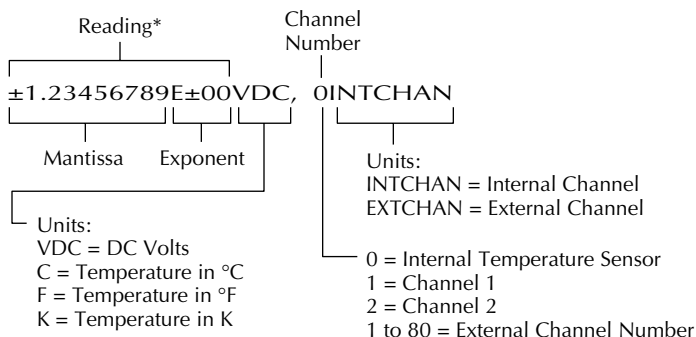 Reading*
Channel
Number
±1.23456789E±00VDC, 0INTCHAN
Mantissa
Exponent
Units:
INTCHAN = Internal Channel
EXTCHAN = External Channel
Units:
VDC = DC Volts
C = Temperature in °C
F = Temperature in °F
K = Temperature in K
0 = Internal Temperature Sensor
1 = Channel 1
2 = Channel 2
1 to 80 = External Channel Number